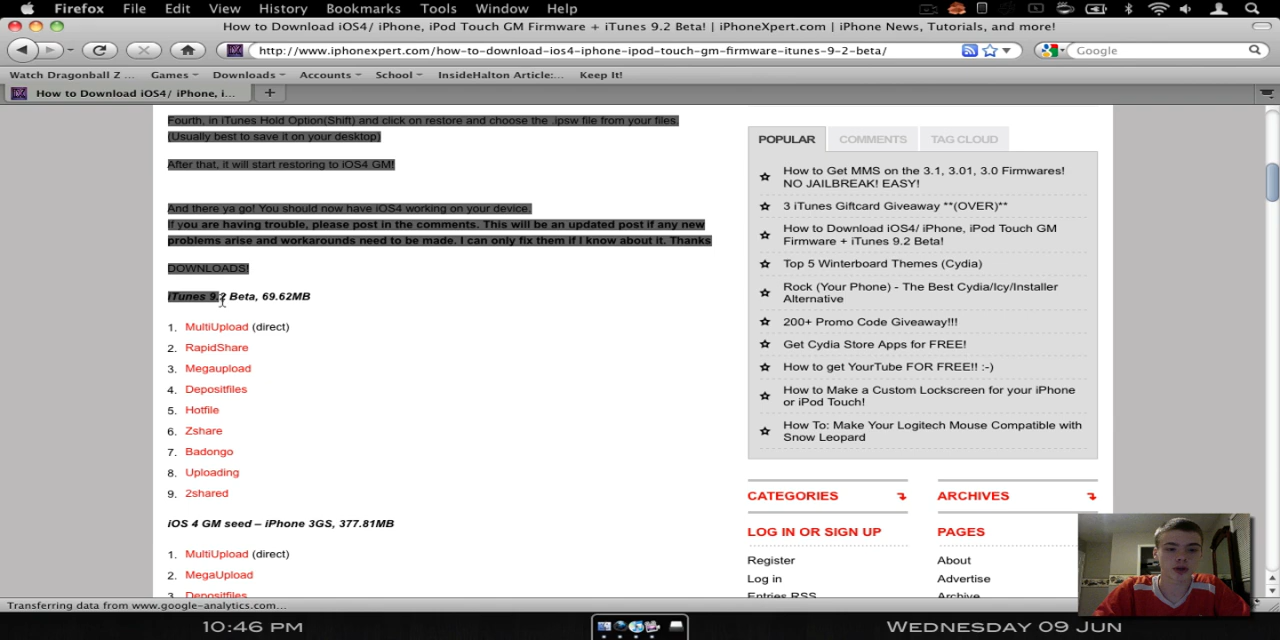 Firefox File Edit View History Bookmarks Tools Window Help
How to Download iOS4/ iPhone, iPod Touch GM Firmware + iTunes 9.2 Beta! | iPhoneXpert.com | iPhone News, Tutorials, and more!
http://www.iphonexpert.com/how-to-download-ios4-iphone-ipod-touch-gm-firmware-itunes-9-2-beta/
Google
Watch Dragonball Z ... Games Downloads Accounts School InsideHalton Article:... Keep It!
How to Download iOS4/ iPhone, i...
Fourth, in iTunes Hold Option(Shift) and click on restore and choose the .ipsw file from your files.
(Usually best to save it on your desktop)
After that, it will start restoring to iOS4 GM!
And there ya go! You should now have iOS4 working on your device.
If you are having trouble, please post in the comments. This will be an updated post if any new
problems arise and workarounds need to be made. I can only fix them if I know about it. Thanks
DOWNLOADS!
iTunes 9.2 Beta, 69.62MB
1. MultiUpload (direct)
2. RapidShare
3. Megaupload
4. Depositfiles
5. Hotfile
6. Zshare
7. Badongo
8. Uploading
9. 2shared
iOS 4 GM seed – iPhone 3GS, 377.81MB
1. MultiUpload (direct)
2. MegaUpload
3. Depositfiles
POPULAR COMMENTS TAG CLOUD
How to Get MMS on the 3.1, 3.01, 3.0 Firmwares!
NO JAILBREAK! EASY!
3 iTunes Giftcard Giveaway **(OVER)**
How to Download iOS4/ iPhone, iPod Touch GM
Firmware + iTunes 9.2 Beta!
Top 5 Winterboard Themes (Cydia)
Rock (Your Phone) - The Best Cydia/Icy/Installer
Alternative
200+ Promo Code Giveaway!!!
Get Cydia Store Apps for FREE!
How to get YourTube FOR FREE!! :-)
How to Make a Custom Lockscreen for your iPhone
or iPod Touch!
How To: Make Your Logitech Mouse Compatible with
Snow Leopard
CATEGORIES
ARCHIVES
LOG IN OR SIGN UP
Register
Log in
Entries RSS
PAGES
About
Advertise
Archive
Transferring data from www.google-analytics.com...
10:46 PM
Wednesday 09 Jun